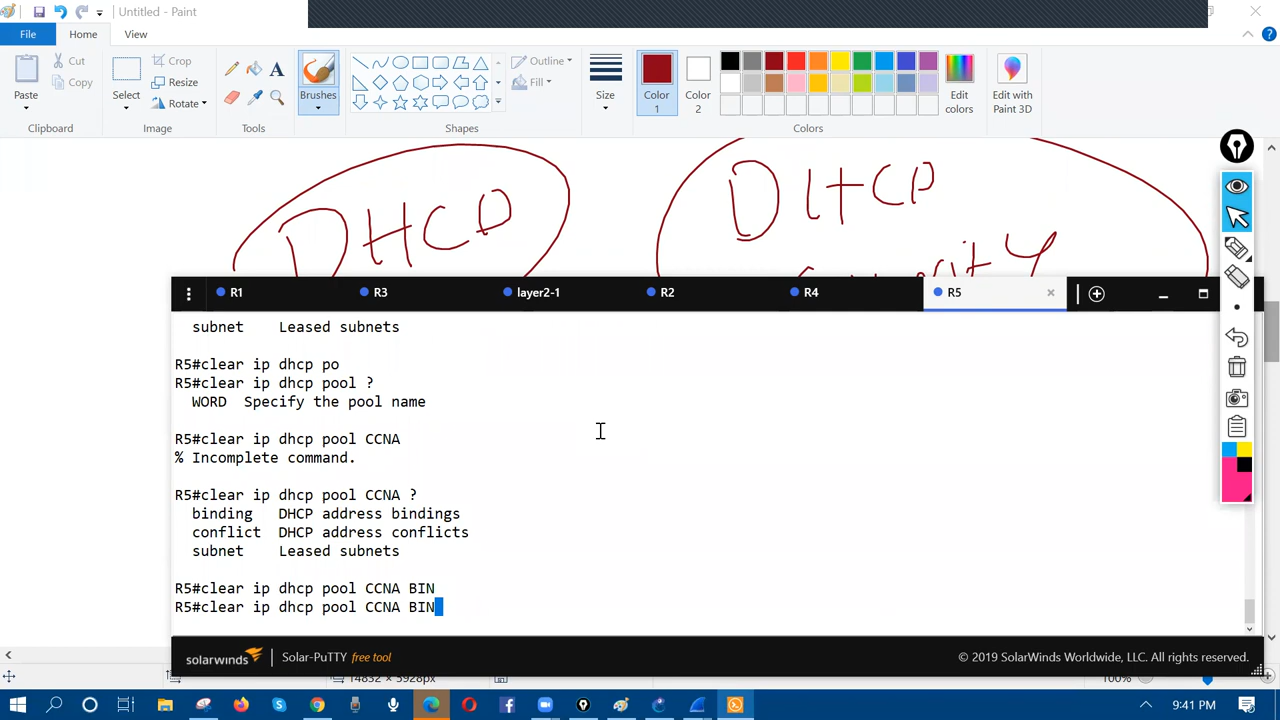 Untitled - Paint
File Home View
Paste
Cut
Copy
Clipboard
Select
Crop
Resize
Rotate
Image
Tools
Brushes
Shapes
Outline
Fill
Size
Color 1
Color 2
Colors
Edit colors
Edit with Paint 3D
DHCP
DHCP
R1 R3 layer2-1 R2 R4 R5
subnet Leased subnets
R5#clear ip dhcp po
R5#clear ip dhcp pool ?
WORD Specify the pool name
R5#clear ip dhcp pool CCNA
% Incomplete command.
R5#clear ip dhcp pool CCNA ?
binding DHCP address bindings
conflict DHCP address conflicts
subnet Leased subnets
R5#clear ip dhcp pool CCNA BIN
R5#clear ip dhcp pool CCNA BIN
solarwinds Solar-PuTTY free tool © 2019 SolarWinds Worldwide, LLC. All rights reserved.
14832 × 5928px 100%
9:41 PM